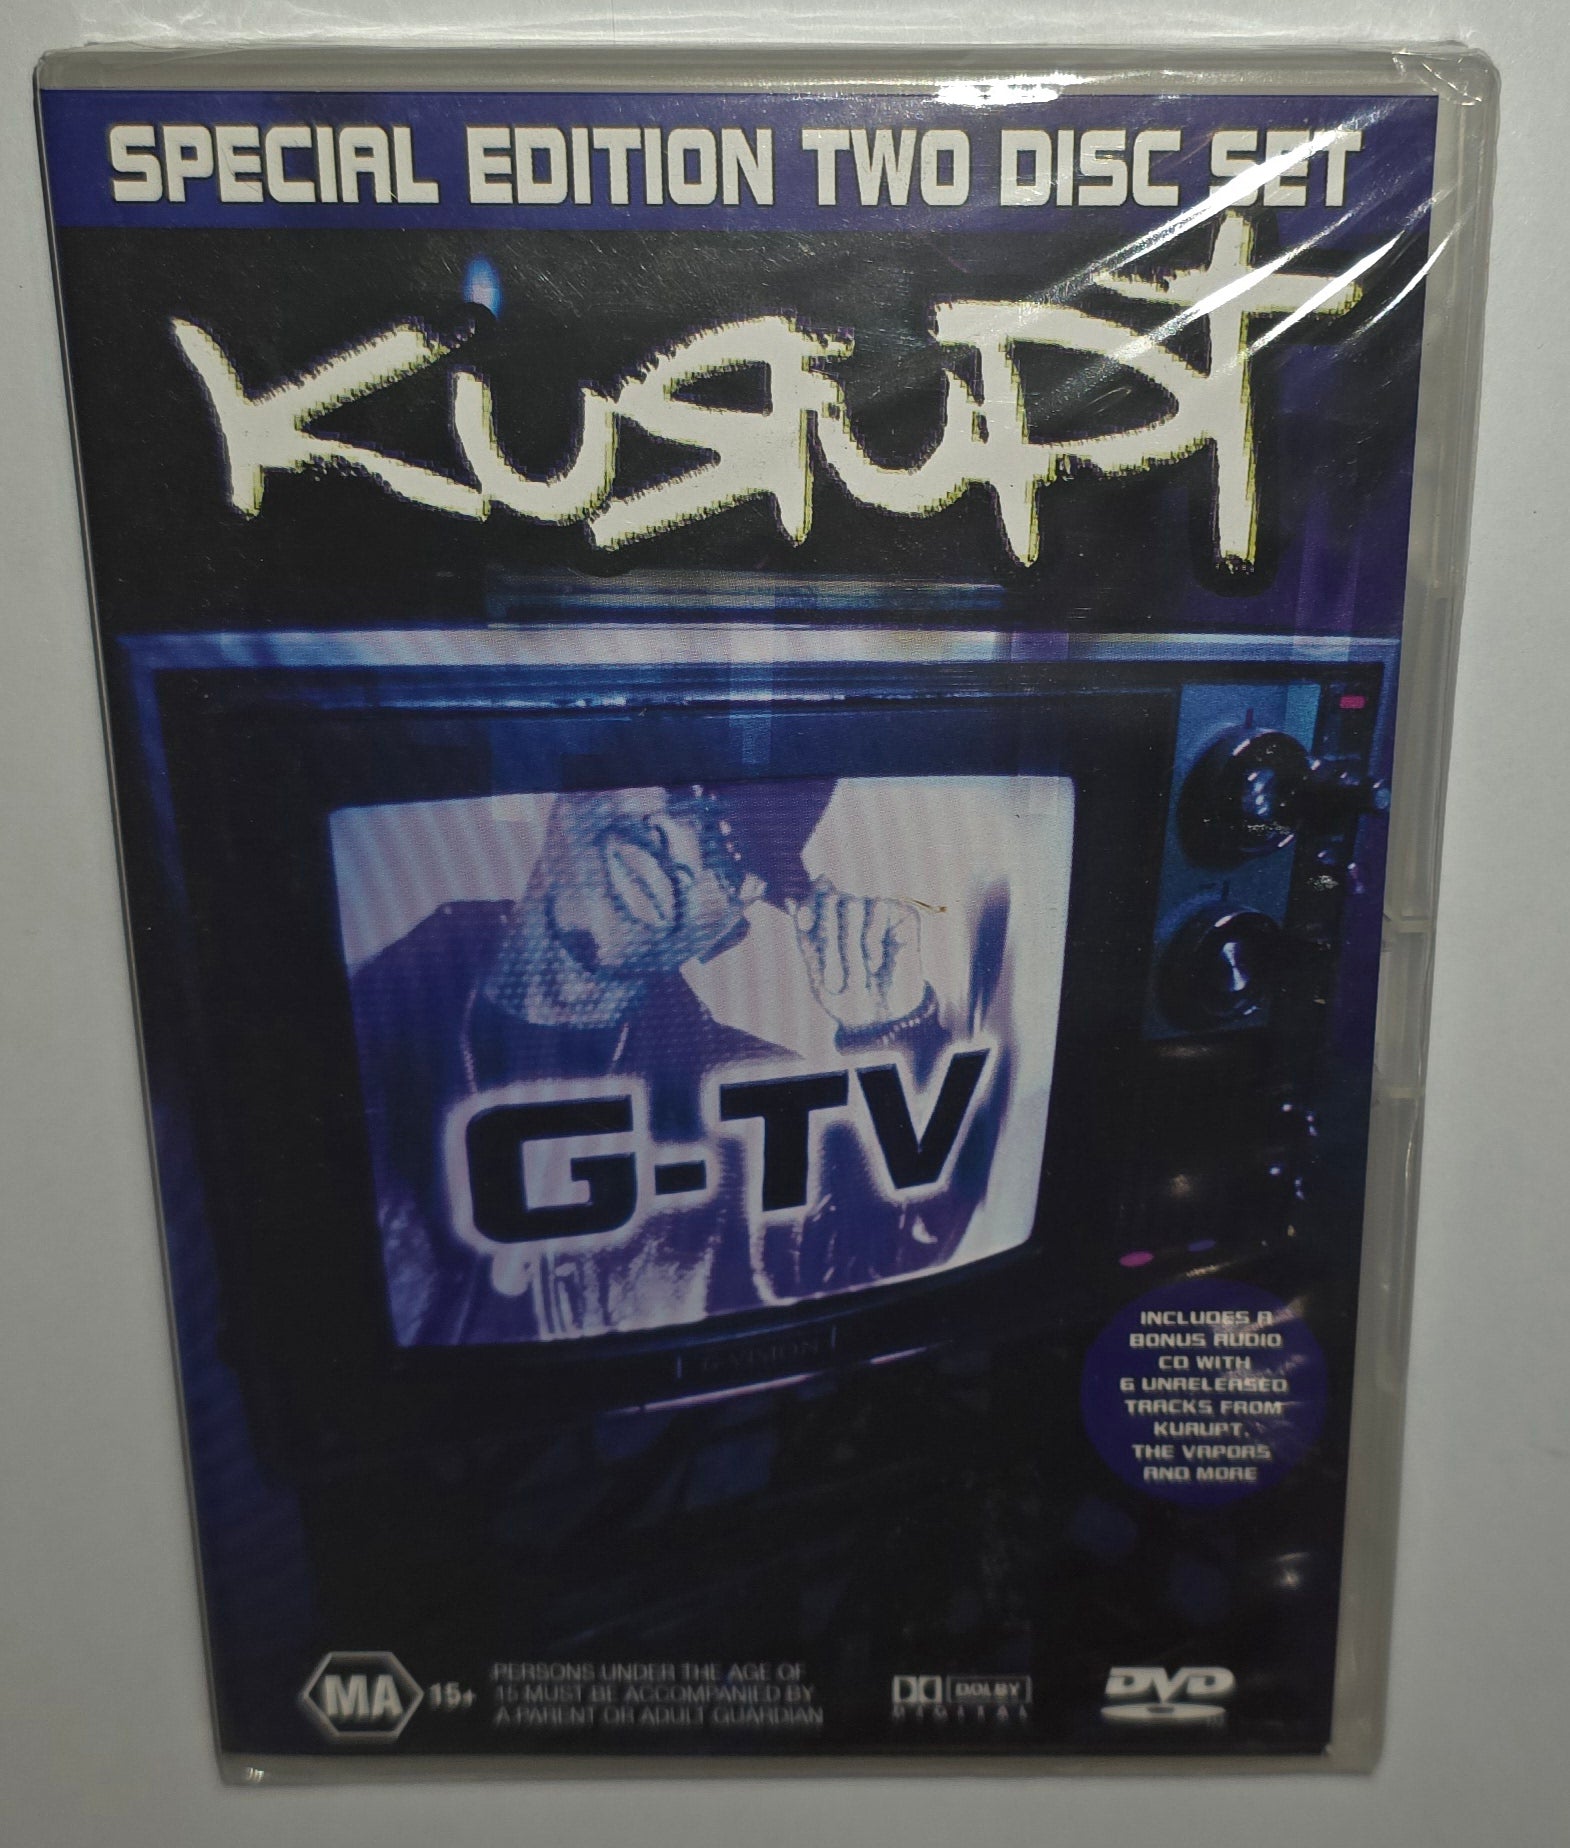 SPECIAL EDITION TWO DISC SET
KURUPT
G-TV
G-VISION
INCLUDES A
BONUS AUDIO
CD WITH
6 UNRELEASED
TRACKS FROM
KURUPT,
THE VAPORS
AND MORE
MA 15+
PERSONS UNDER THE AGE OF
15 MUST BE ACCOMPANIED BY
A PARENT OR ADULT GUARDIAN
DOLBY
DIGITAL
DVD